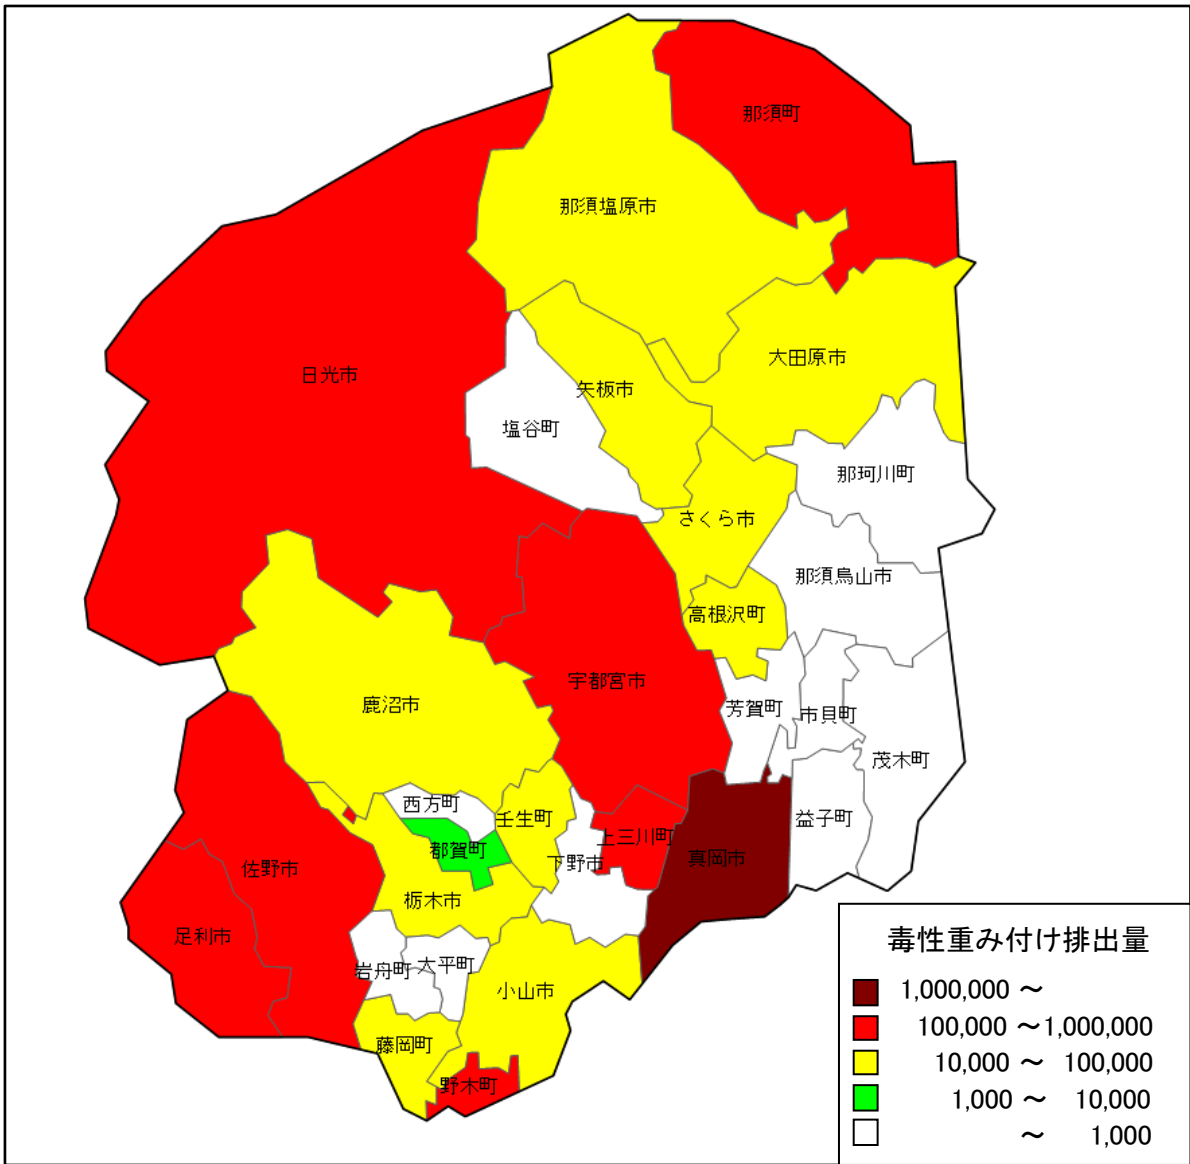 那須町
那須塩原市
大田原市
日光市
矢板市
塩谷町
那珂川町
さくら市
那須烏山市
高根沢町
宇都宮市
鹿沼市
芳賀町
市貝町
茂木町
西方町
壬生町
益子町
上三川町
都賀町
真岡市
下野市
佐野市
栃木市
足利市
大平町
岩舟町
小山市
藤岡町
野木町
毒性重み付け排出量
1,000,000 ～
100,000 ～1,000,000
10,000 ～ 100,000
1,000 ～ 10,000
～ 1,000